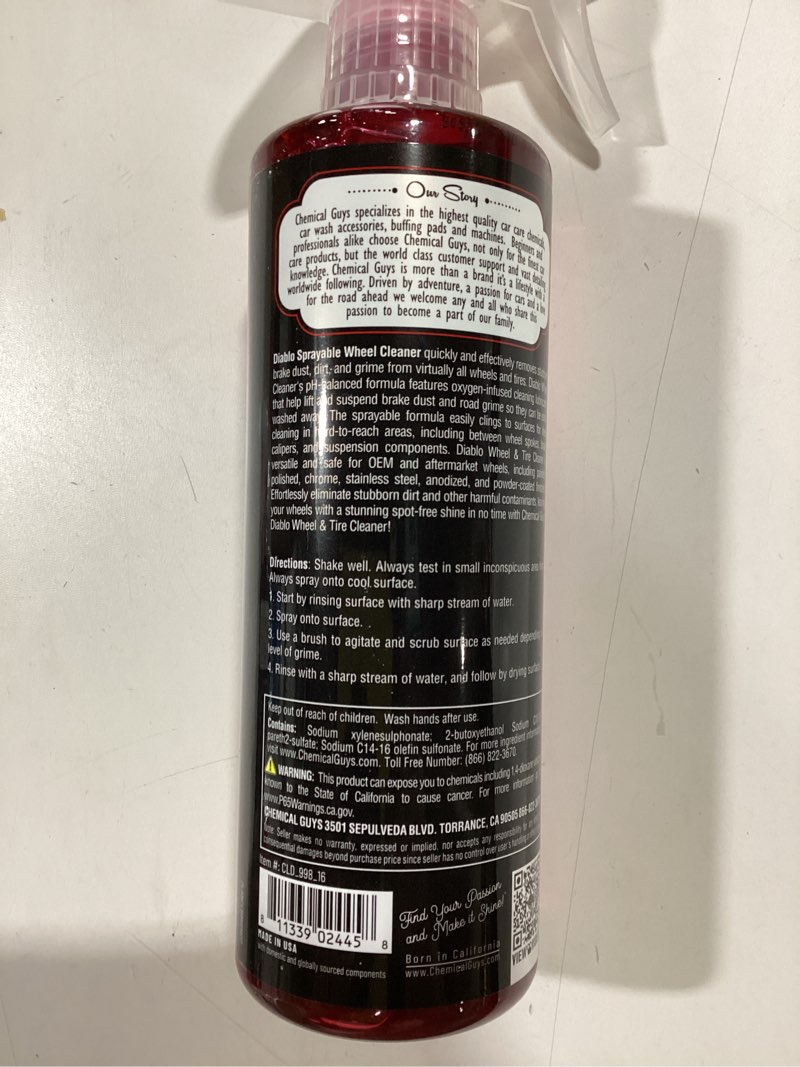 Our Story
Chemical Guys specializes in the highest quality car care chemicals,
car wash accessories, buffing pads and machines. Beginners and
professionals alike choose Chemical Guys, not only for the finest car
care products, but the world class customer support and vast detailing
knowledge. Chemical Guys is more than a brand it's a lifestyle with a
worldwide following. Driven by adventure, a passion for cars and a love
for the road ahead we welcome any and all who share this
passion to become a part of our family.
Diablo Sprayable Wheel Cleaner quickly and effectively removes
brake dust, dirt, and grime from virtually all wheels and tires. Diablo
Cleaner's pH-balanced formula features oxygen-infused cleaning
that help lift and suspend brake dust and road grime so they can be
washed away. The sprayable formula easily clings to surfaces for
cleaning in hard-to-reach areas, including between wheel spokes,
calipers, and suspension components. Diablo Wheel & Tire
versatile and safe for OEM and aftermarket wheels, including
polished, chrome, stainless steel, anodized, and powder-coated
Effortlessly eliminate stubborn dirt and other harmful contaminants.
your wheels with a stunning spot-free shine in no time with Chemical
Diablo Wheel & Tire Cleaner!
Directions: Shake well. Always test in small inconspicuous area
Always spray onto cool surface.
1. Start by rinsing surface with sharp stream of water.
2. Spray onto surface.
3. Use a brush to agitate and scrub surface as needed depending
level of grime.
4. Rinse with a sharp stream of water, and follow by drying
Keep out of reach of children. Wash hands after use.
Contains: Sodium xylenesulphonate; 2-butoxyethanol Sodium
pareth2-sulfate; Sodium C14-16 olefin sulfonate. For more ingredient
visit www.ChemicalGuys.com. Toll Free Number: (866) 822-3670.
WARNING: This product can expose you to chemicals including 1,4-dioxane
known to the State of California to cause cancer. For more information
www.P65Warnings.ca.gov.
CHEMICAL GUYS 3501 SEPULVEDA BLVD. TORRANCE, CA 90505
Note: Seller makes no warranty, expressed or implied, nor accepts any responsibility
consequential damages beyond purchase price since seller has no control over user's
Item #: CLD_998_16
8 11339 02445 8
MADE IN USA
with domestic and globally sourced components
Find Your Passion
and Make it Shine!
Born in California
www.ChemicalGuys.com
VIEW